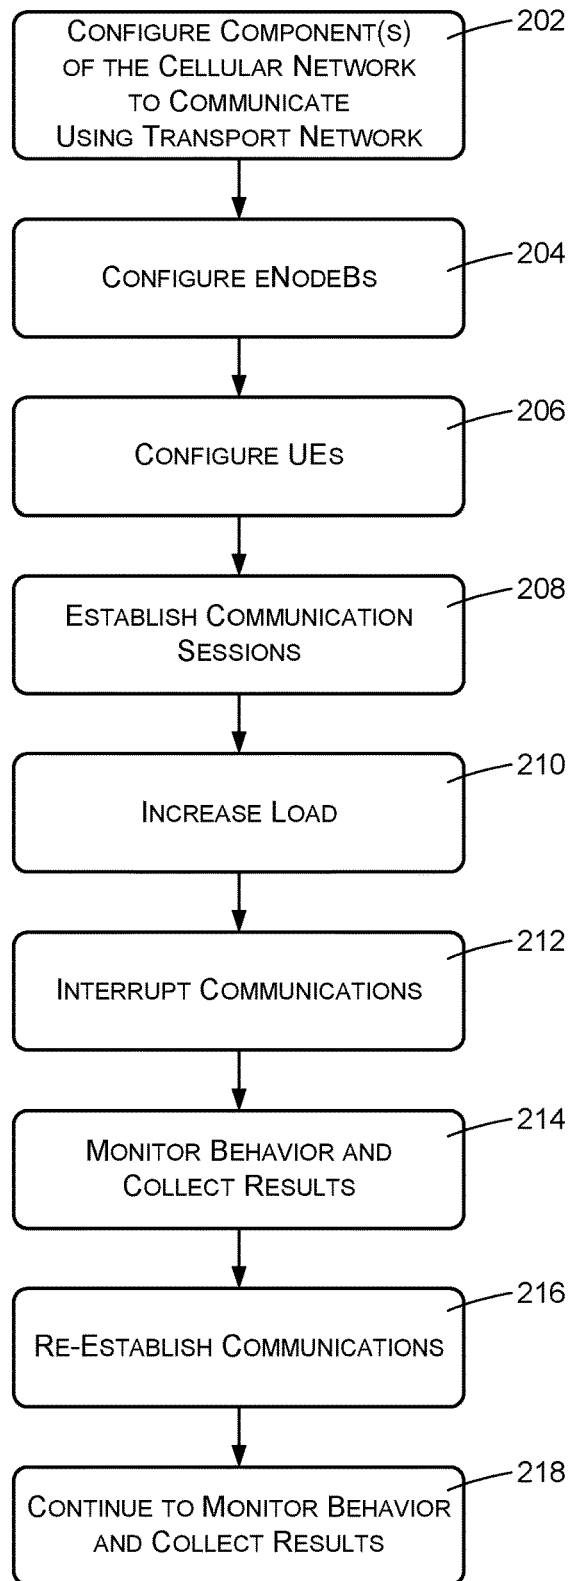 CONFIGURE COMPONENT(S)
OF THE CELLULAR NETWORK
TO COMMUNICATE
USING TRANSPORT NETWORK
202
CONFIGURE ENODEBS
204
CONFIGURE UES
206
ESTABLISH COMMUNICATION
SESSIONS
208
INCREASE LOAD
210
INTERRUPT COMMUNICATIONS
212
MONITOR BEHAVIOR AND
COLLECT RESULTS
214
RE-ESTABLISH COMMUNICATIONS
216
CONTINUE TO MONITOR BEHAVIOR
AND COLLECT RESULTS
218